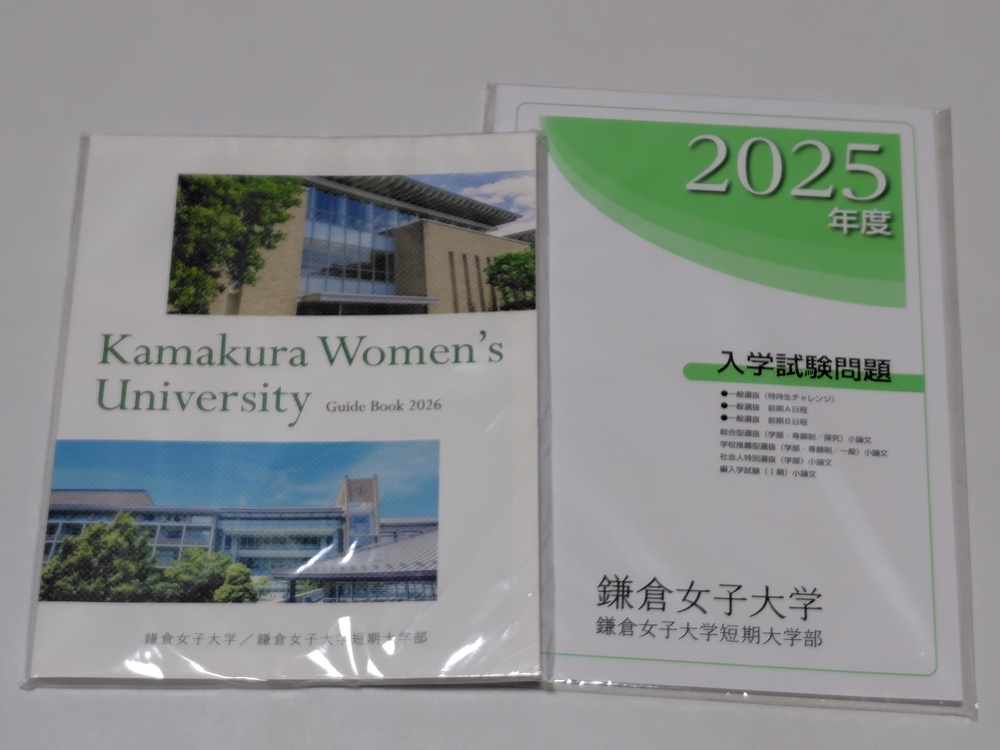 Kamakura Women's
University Guide Book 2026
鎌倉女子大学／鎌倉女子大学短期大学部
2025
年度
入学試験問題
●一般選抜（特待生チャレンジ）
●一般選抜 前期A日程
●一般選抜 前期B日程
総合型選抜（学部・専願制／探究）小論文
学校推薦型選抜（学部・専願制／一般）小論文
社会人特別選抜（学部）小論文
編入学試験（Ⅰ期）小論文
鎌倉女子大学
鎌倉女子大学短期大学部